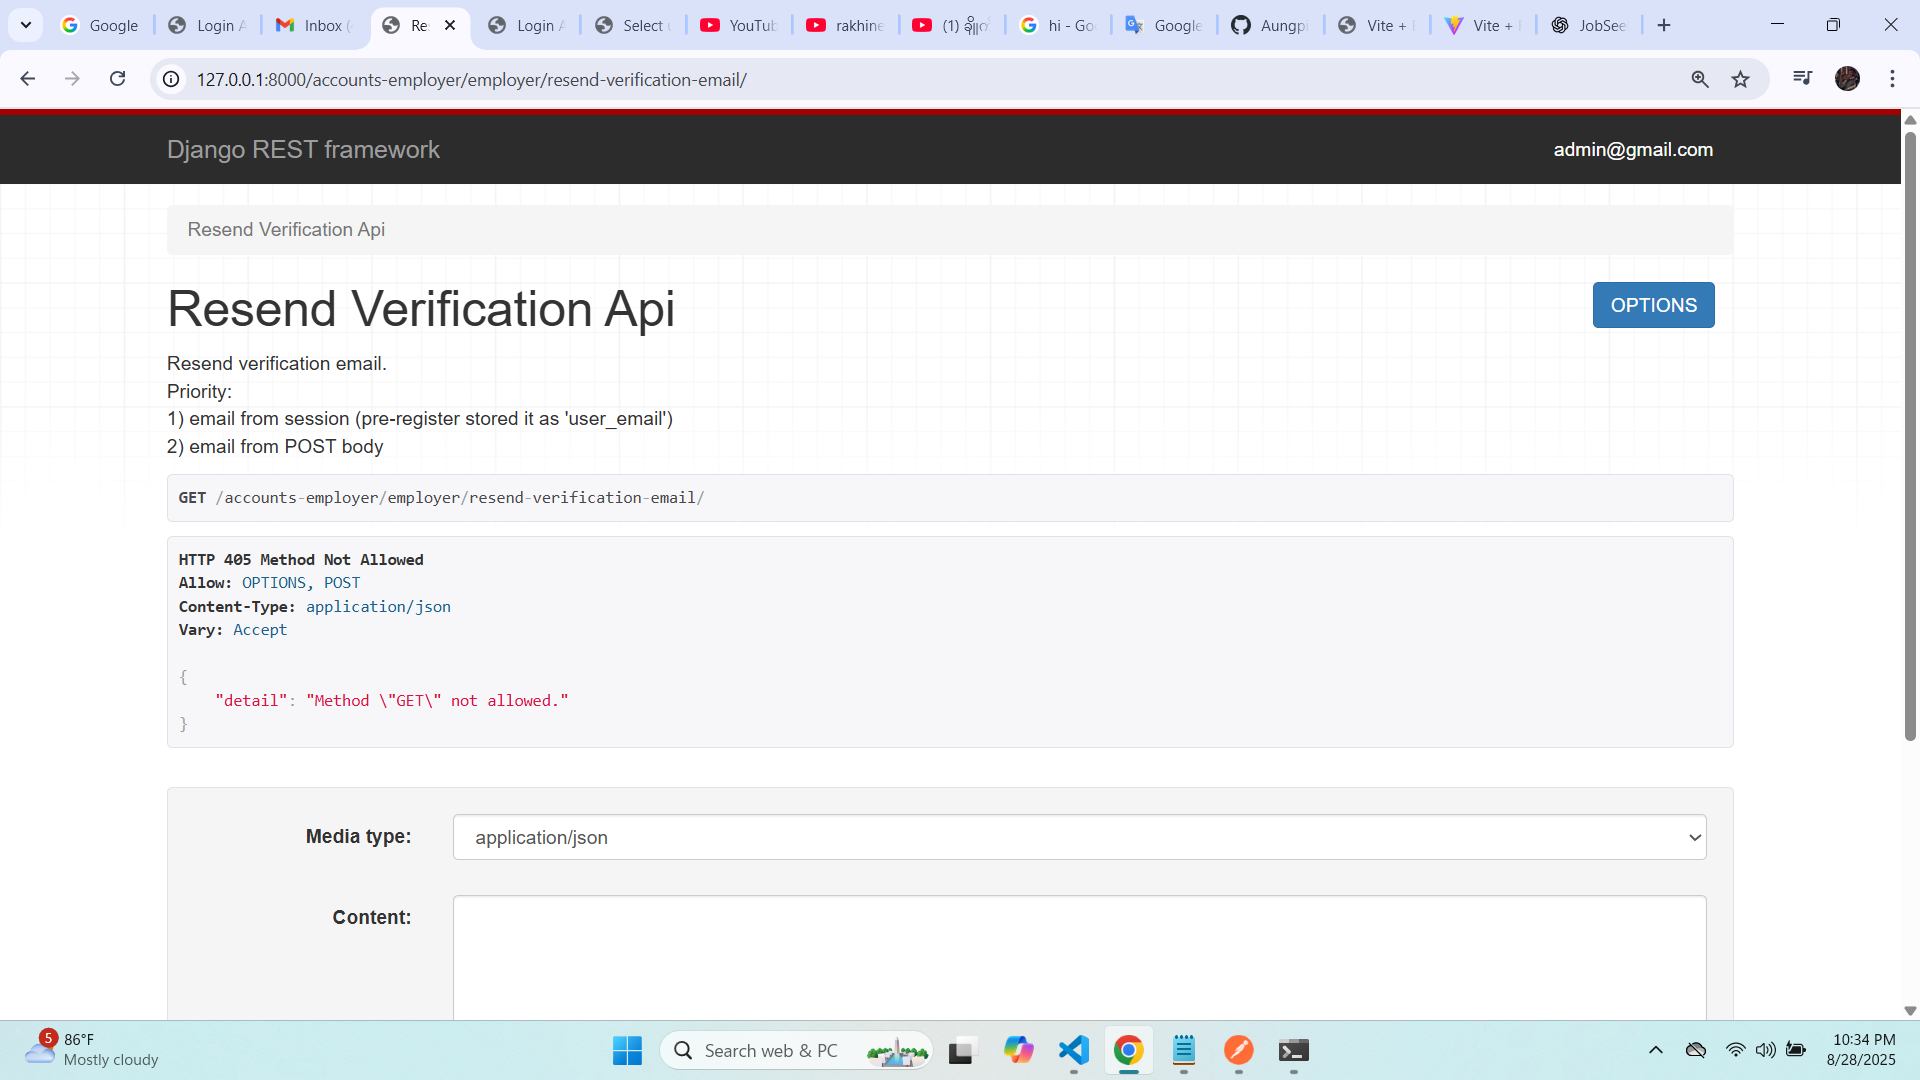 Google
Login A
Inbox (
Re
Login A
Select u
YouTub
rakhine
(1)
hi - Go
Google
Aungpi
Vite +
Vite +
JobSee
127.0.0.1:8000/accounts-employer/employer/resend-verification-email/
Django REST framework
admin@gmail.com
Resend Verification Api
Resend Verification Api
OPTIONS
Resend verification email.
Priority:
1) email from session (pre-register stored it as 'user_email')
2) email from POST body
GET /accounts-employer/employer/resend-verification-email/
HTTP 405 Method Not Allowed
Allow: OPTIONS, POST
Content-Type: application/json
Vary: Accept
{
"detail": "Method \"GET\" not allowed."
}
Media type:
application/json
Content:
5
86°F
Mostly cloudy
Search web & PC
10:34 PM
8/28/2025